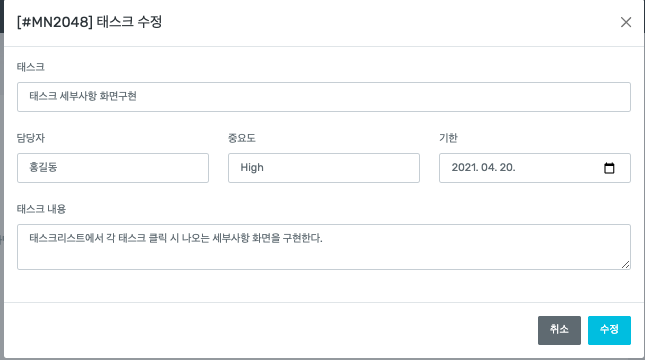 [#MN2048] 태스크 수정
태스크
태스크 세부사항 화면구현
담당자 중요도 기한
홍길동 High 2021. 04. 20.
태스크 내용
태스크리스트에서 각 태스크 클릭 시 나오는 세부사항 화면을 구현한다.
취소 수정